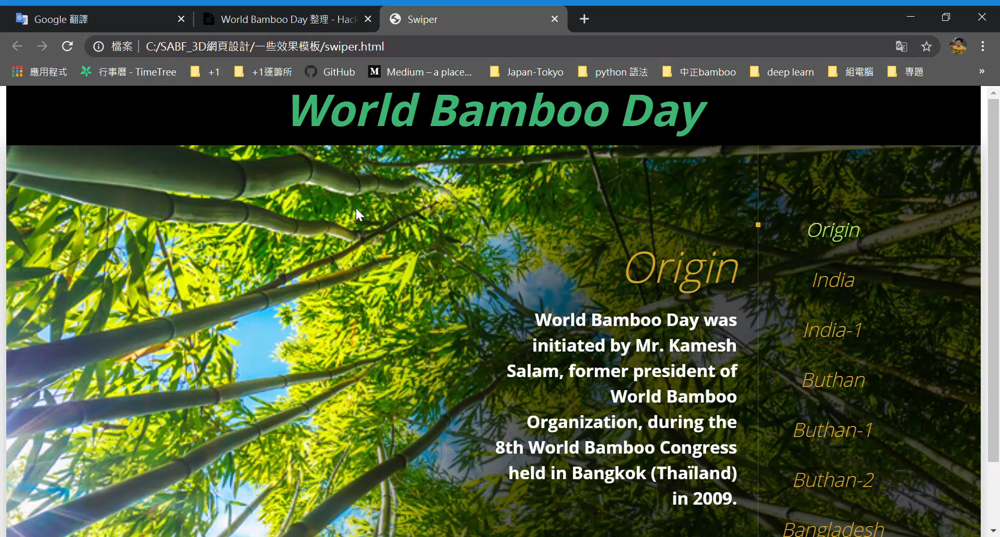 Google 翻譯
World Bamboo Day 整理 - Hack
Swiper
檔案
C:/SABF_3D網頁設計/一些效果模板/swiper.html
應用程式
行事曆 - TimeTree
+1
+1運籌所
GitHub
M
Medium – a place...
Japan-Tokyo
python 語法
中正bamboo
deep learn
組電腦
專題
»
World Bamboo Day
Origin
World Bamboo Day was
initiated by Mr. Kamesh
Salam, former president of
World Bamboo
Organization, during the
8th World Bamboo Congress
held in Bangkok (Thaïland)
in 2009.
Origin
India
India-1
Buthan
Buthan-1
Buthan-2
Bangladesh